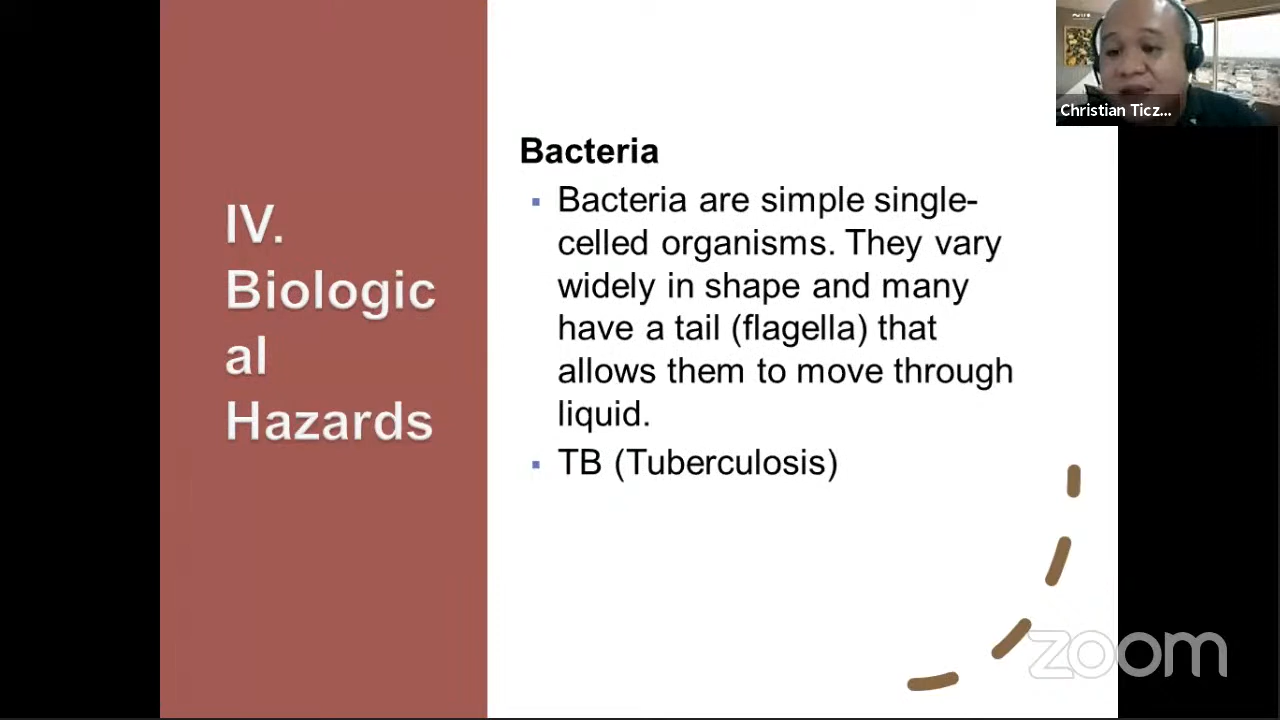 Christian Ticz...
IV.
Biologic
al
Hazards
Bacteria
▪ Bacteria are simple single-
celled organisms. They vary
widely in shape and many
have a tail (flagella) that
allows them to move through
liquid.
▪ TB (Tuberculosis)
zoom